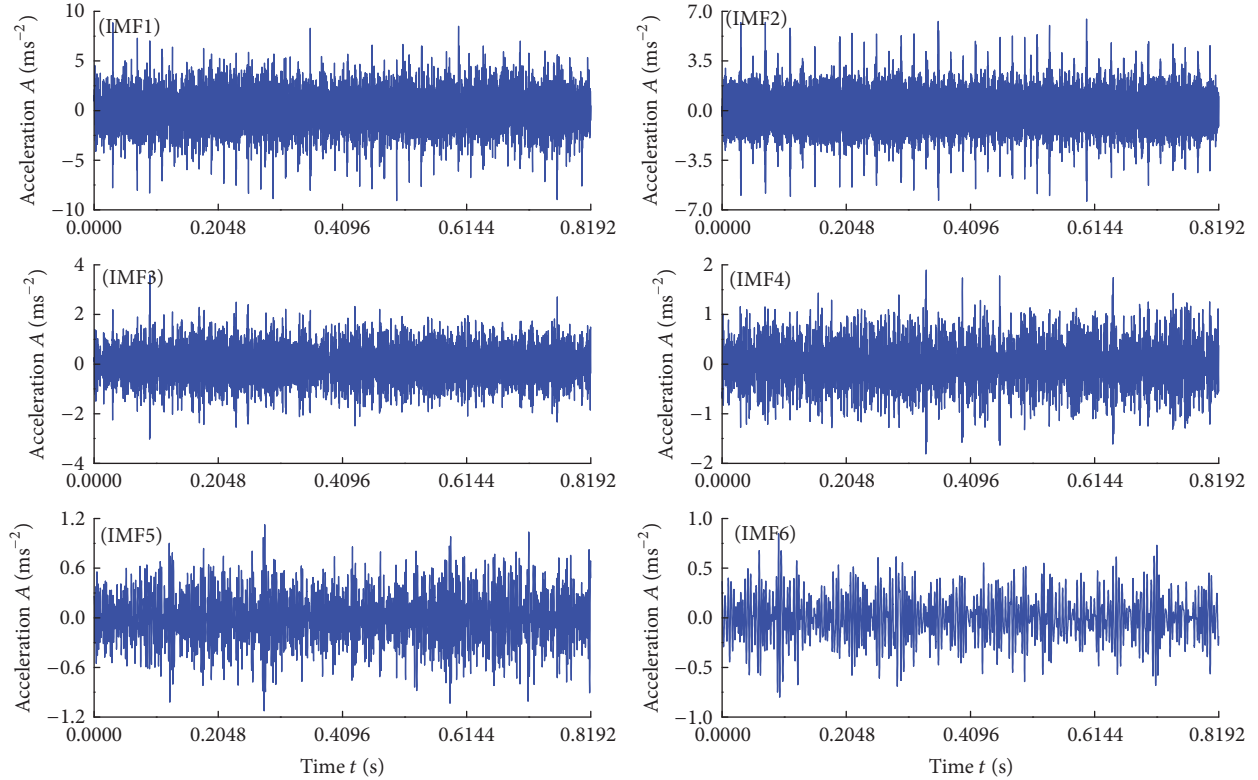 (IMF1)
Acceleration A (ms−2)
10
5
0
−5
−10
0.0000 0.2048 0.4096 0.6144 0.8192
(IMF2)
Acceleration A (ms−2)
7.0
3.5
0.0
−3.5
−7.0
0.0000 0.2048 0.4096 0.6144 0.8192
(IMF3)
Acceleration A (ms−2)
4
2
0
−2
−4
0.0000 0.2048 0.4096 0.6144 0.8192
(IMF4)
Acceleration A (ms−2)
2
1
0
−1
−2
0.0000 0.2048 0.4096 0.6144 0.8192
(IMF5)
Acceleration A (ms−2)
1.2
0.6
0.0
−0.6
−1.2
0.0000 0.2048 0.4096 0.6144 0.8192
Time t (s)
(IMF6)
Acceleration A (ms−2)
1.0
0.5
0.0
−0.5
−1.0
0.0000 0.2048 0.4096 0.6144 0.8192
Time t (s)